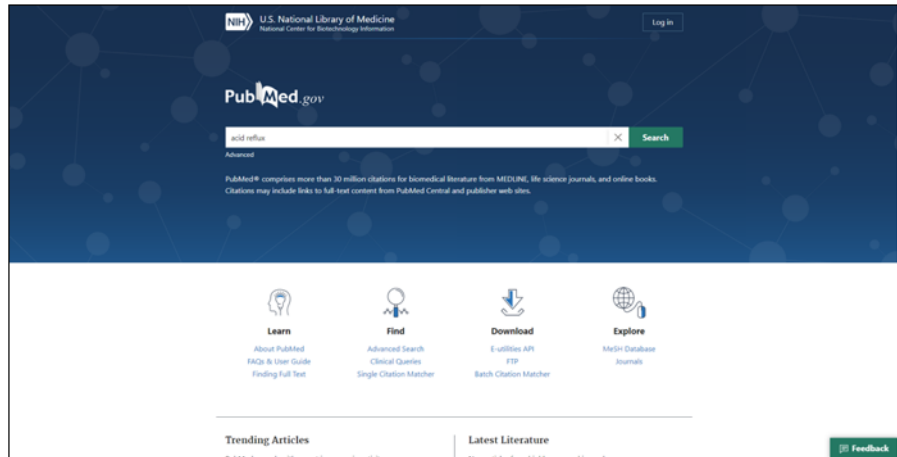 NIH U.S. National Library of Medicine
National Center for Biotechnology Information
Log in
PubMed.gov
acid reflux
Search
Advanced
PubMed® comprises more than 30 million citations for biomedical literature from MEDLINE, life science journals, and online books.
Citations may include links to full-text content from PubMed Central and publisher web sites.
Learn
Find
Download
Explore
About PubMed
Advanced Search
E-utilities API
MeSH Database
FAQs & User Guide
Clinical Queries
FTP
Journals
Finding Full Text
Single Citation Matcher
Batch Citation Matcher
Trending Articles
Latest Literature
Feedback